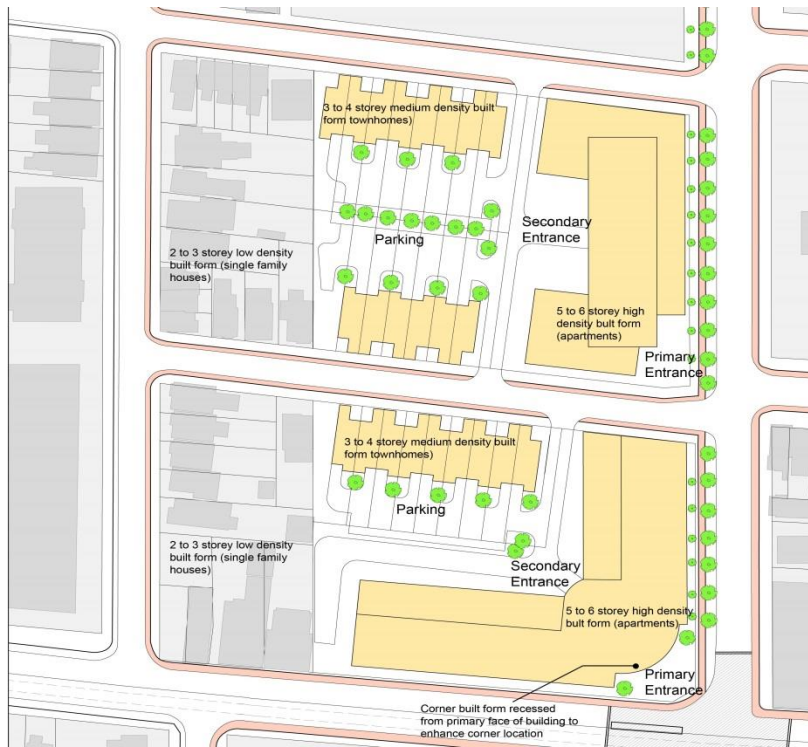 3 to 4 storey medium density built
form townhomes)
Secondary
Entrance
Parking
2 to 3 storey low density
built form (single family
houses)
5 to 6 storey high
density bult form
(apartments)
Primary
Entrance
3 to 4 storey medium density built
form townhomes)
Parking
2 to 3 storey low density
built form (single family
houses)
Secondary
Entrance
5 to 6 storey high density
bult form (apartments)
Primary
Entrance
Corner built form recessed
from primary face of building to
enhance corner location